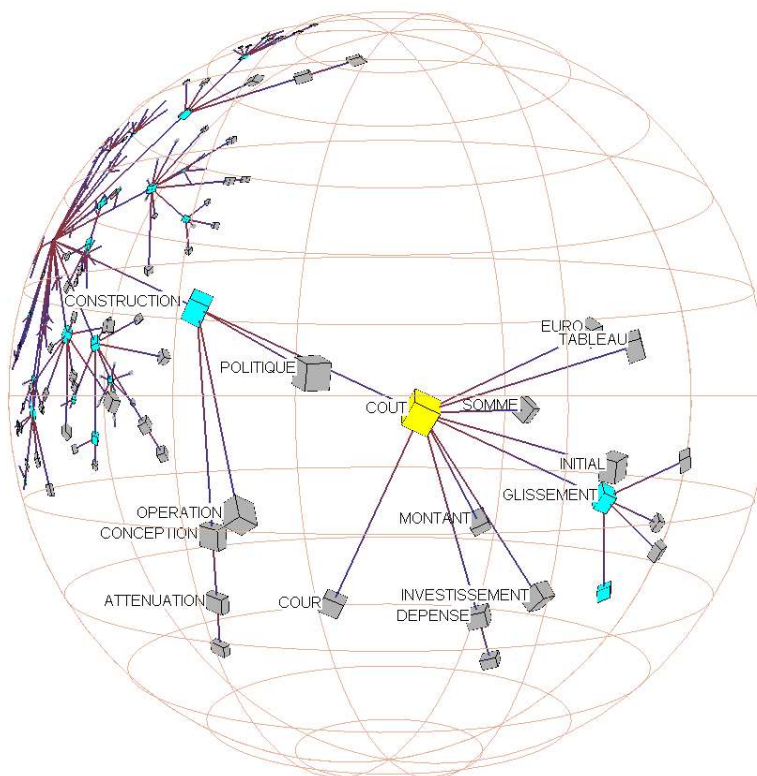 CONSTRUCTION
EURO
TABLEAU
POLITIQUE
COUT
SOMME
INITIAL
GLISSEMENT
OPERATION
MONTANT
CONCEPTION
INVESTISSEMENT
ATTENUATION
COUR
DEPENSE